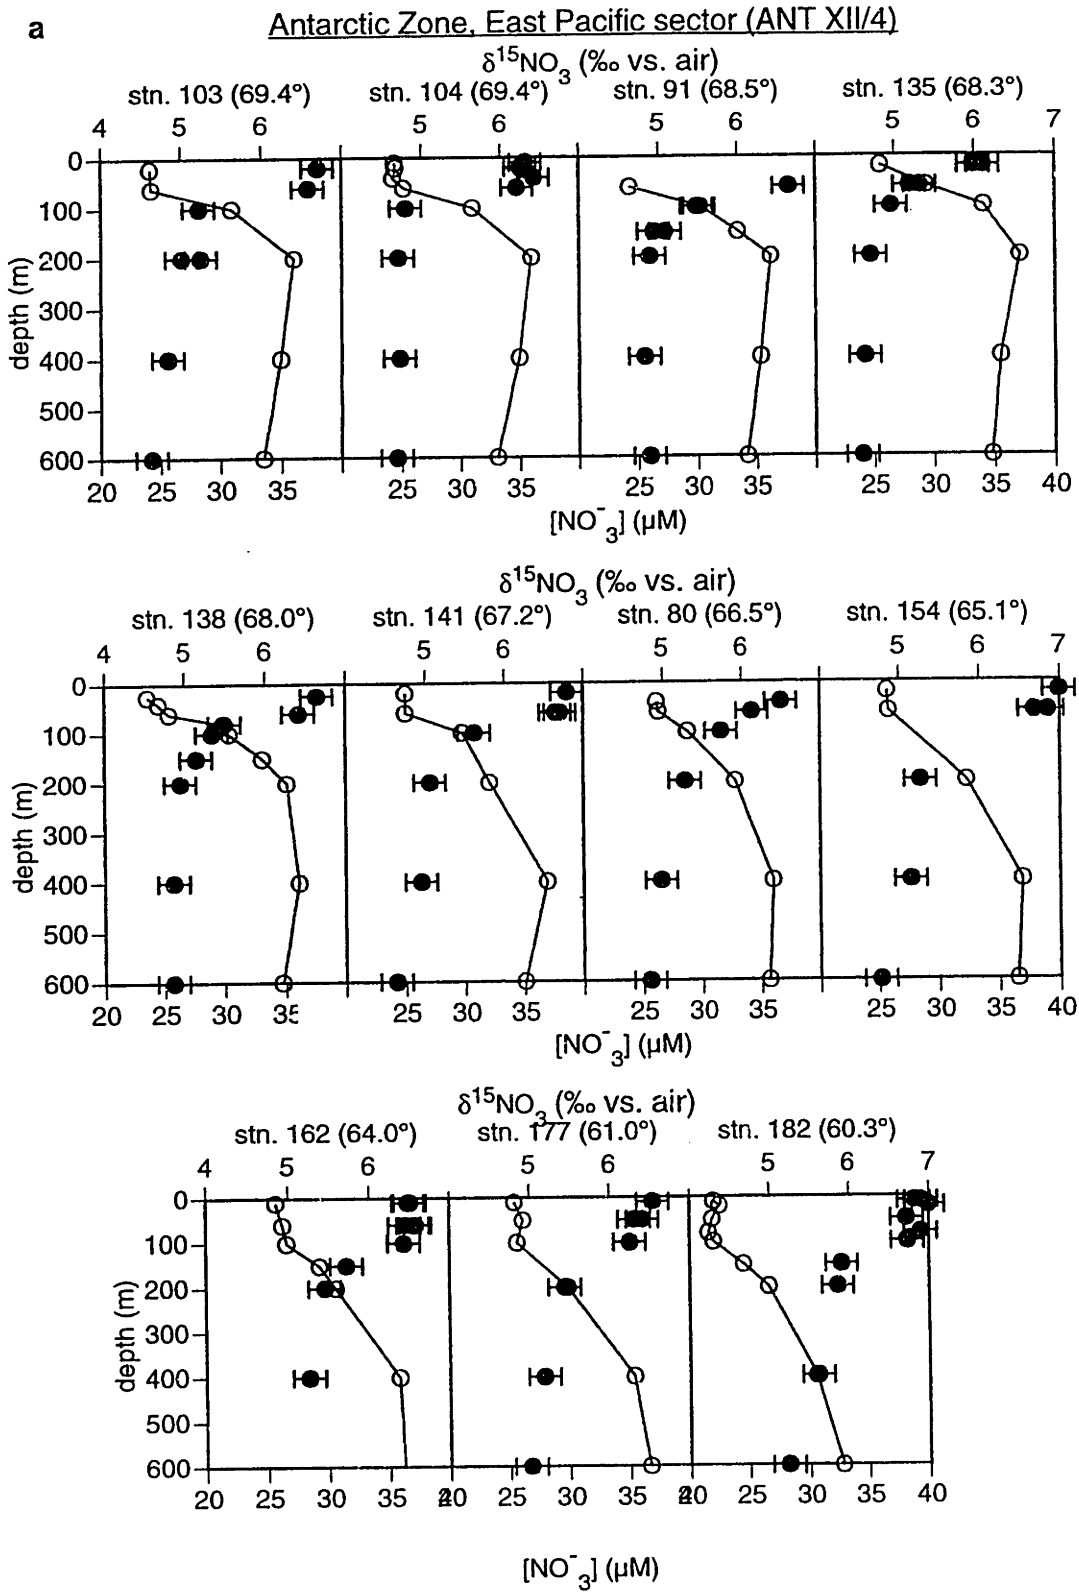 a
Antarctic Zone, East Pacific sector (ANT XII/4)
δ15NO3 (‰ vs. air)
stn. 103 (69.4°) stn. 104 (69.4°) stn. 91 (68.5°) stn. 135 (68.3°)
4 5 6 5 6 5 6 5 6 7
0
100
200
300
400
500
600
depth (m)
20 25 30 35 25 30 35 25 30 35 25 30 35 40
[NO-3] (µM)
δ15NO3 (‰ vs. air)
stn. 138 (68.0°) stn. 141 (67.2°) stn. 80 (66.5°) stn. 154 (65.1°)
4 5 6 5 6 5 6 5 6 7
0
100
200
300
400
500
600
depth (m)
20 25 30 35 25 30 35 25 30 35 25 30 35 40
[NO-3] (µM)
δ15NO3 (‰ vs. air)
stn. 162 (64.0°) stn. 177 (61.0°) stn. 182 (60.3°)
4 5 6 5 6 5 6 7
0
100
200
300
400
500
600
depth (m)
20 25 30 35 20 25 30 35 20 25 30 35 40
[NO-3] (µM)